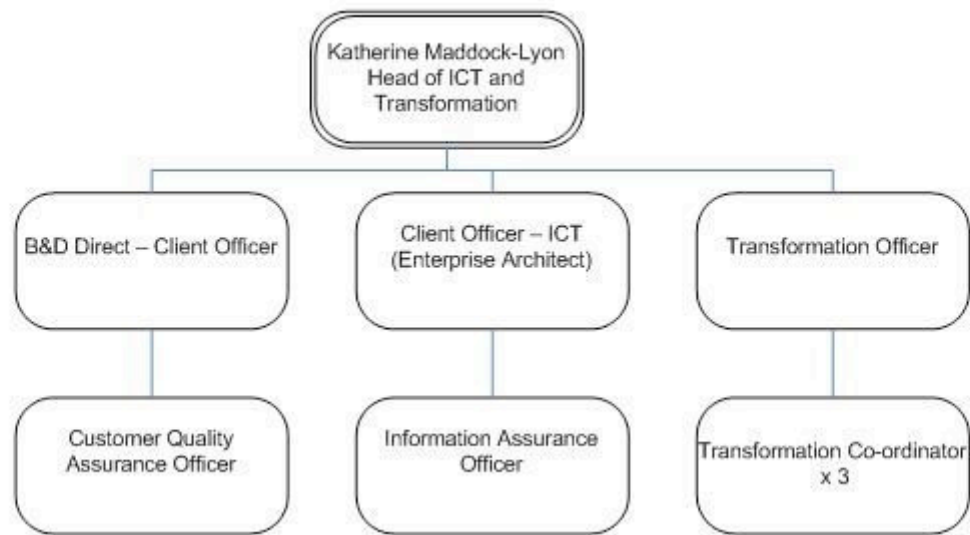 Katherine Maddock-Lyon
Head of ICT and
Transformation
B&D Direct – Client Officer
Client Officer – ICT
(Enterprise Architect)
Transformation Officer
Customer Quality
Assurance Officer
Information Assurance
Officer
Transformation Co-ordinator
x 3